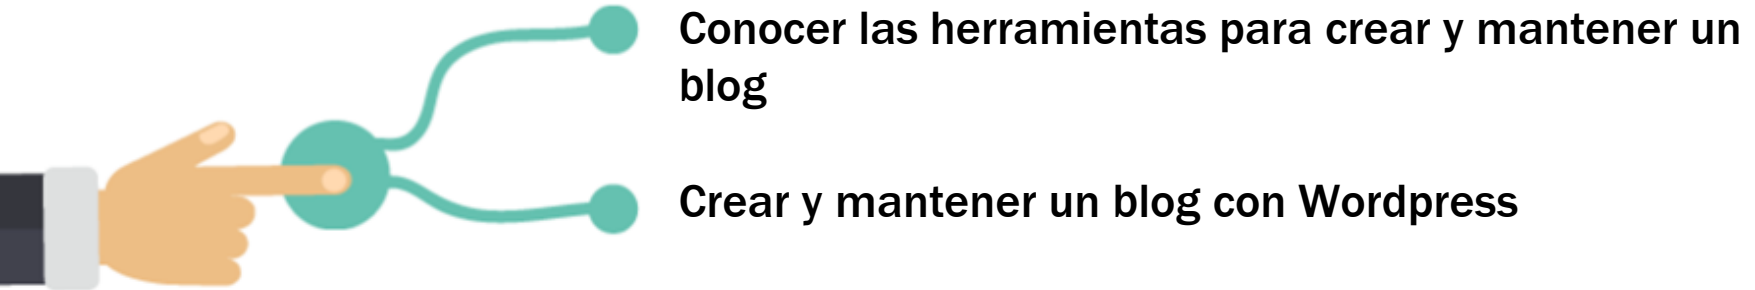 Conocer las herramientas para crear y mantener un
blog
Crear y mantener un blog con Wordpress